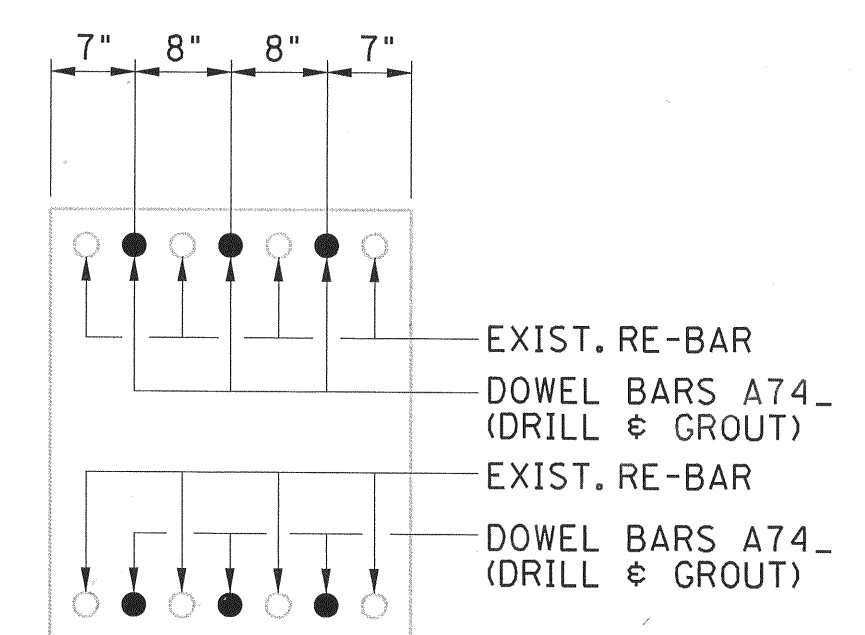 7" 8" 8" 7"
EXIST. RE-BAR
DOWEL BARS A74_
(DRILL & GROUT)
EXIST. RE-BAR
DOWEL BARS A74_
(DRILL & GROUT)